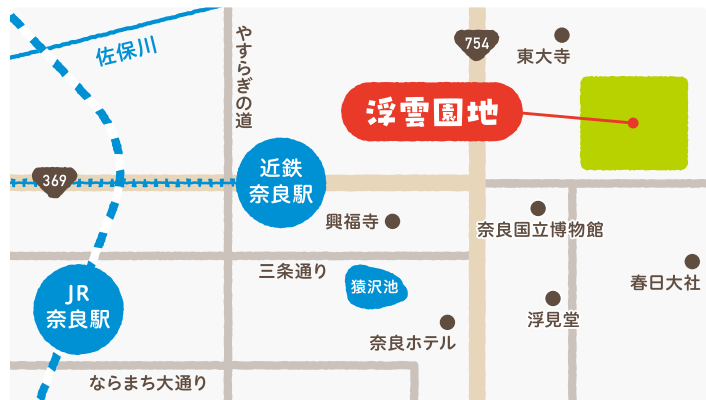 佐保川
やすらぎの道
754
東大寺
浮雲園地
369
近鉄
奈良駅
興福寺
奈良国立博物館
三条通り
猿沢池
春日大社
JR
奈良駅
浮見堂
奈良ホテル
ならまち大通り